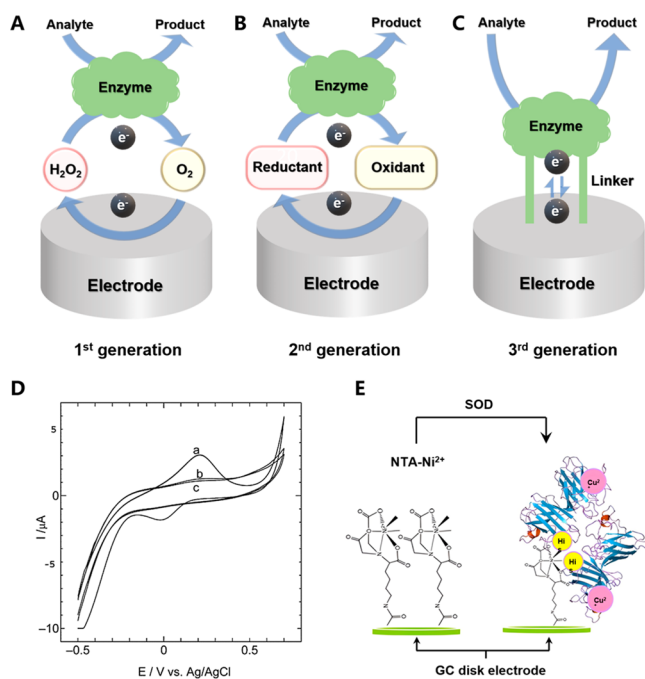 A
Analyte
Product
Enzyme
e-
H2O2
O2
e-
Electrode
1st generation
B
Analyte
Product
Enzyme
e-
Reductant
Oxidant
e-
Electrode
2nd generation
C
Analyte
Product
Enzyme
e-
Linker
e-
Electrode
3rd generation
D
5
0
-5
-10
I /μA
a
b
c
-0.5
0
0.5
E / V vs. Ag/AgCl
E
SOD
NTA-Ni2+
Cu2
Hi
Hi
Cu2
GC disk electrode